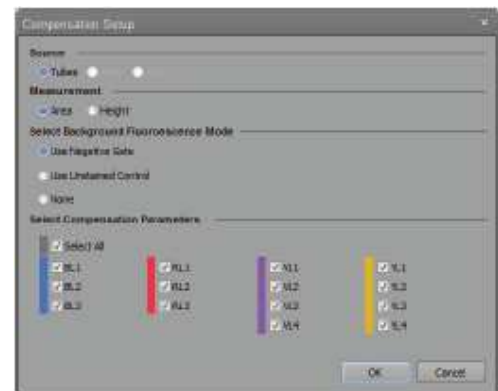 Compensation Setup
Source
Tubes
Measurement
Area Height
Select Background Fluorescence Mode
Use Negative Gate
Use Unstained Control
None
Select Compensation Parameters
Select All
BL1 RL1 VL1 YL1
BL2 RL2 VL2 YL2
BL3 RL3 VL3 YL3
VL4 YL4
OK Cancel